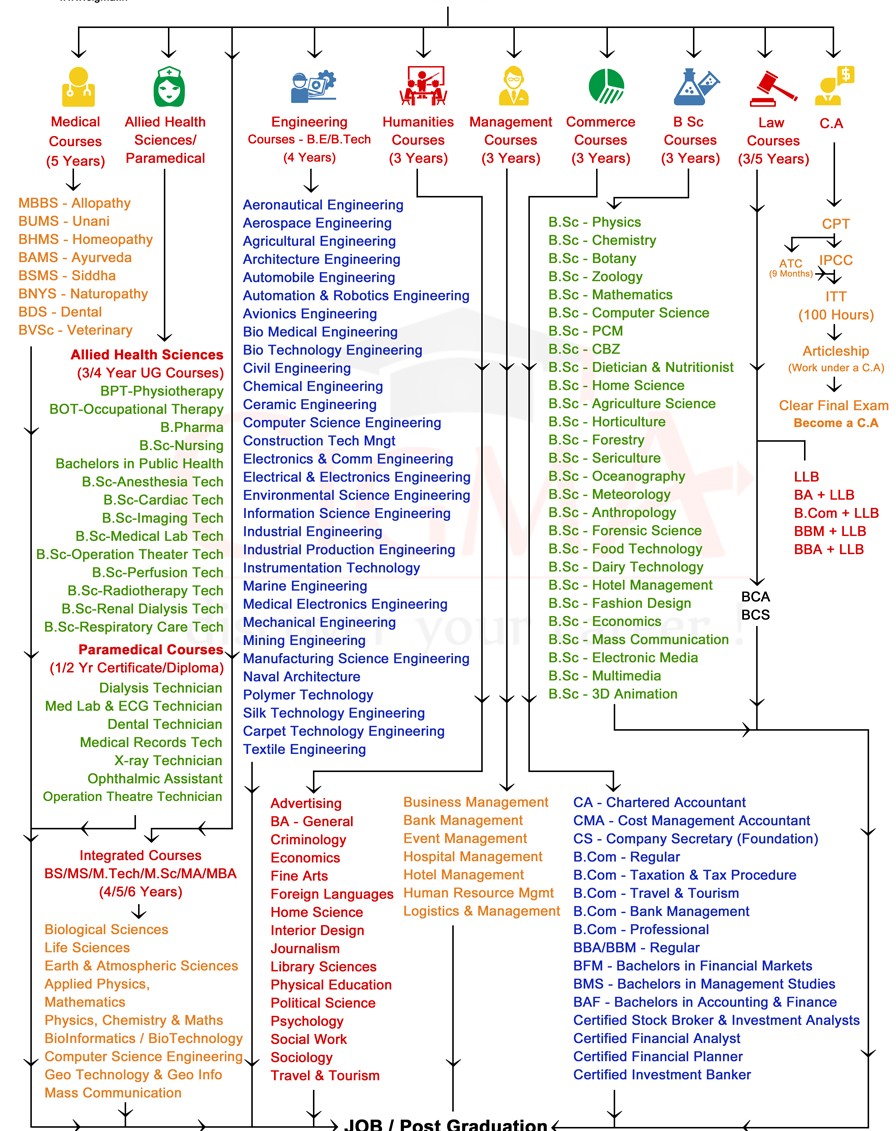 Medical
Courses
(5 Years)
Allied Health
Sciences/
Paramedical
Engineering
Courses - B.E/B.Tech
(4 Years)
Humanities
Courses
(3 Years)
Management
Courses
(3 Years)
Commerce
Courses
(3 Years)
B Sc
Courses
(3 Years)
Law
Courses
(3/5 Years)
C.A
MBBS - Allopathy
BUMS - Unani
BHMS - Homeopathy
BAMS - Ayurveda
BSMS - Siddha
BNYS - Naturopathy
BDS - Dental
BVSc - Veterinary
Allied Health Sciences
(3/4 Year UG Courses)
BPT-Physiotherapy
BOT-Occupational Therapy
B.Pharma
B.Sc-Nursing
Bachelors in Public Health
B.Sc-Anesthesia Tech
B.Sc-Cardiac Tech
B.Sc-Imaging Tech
B.Sc-Medical Lab Tech
B.Sc-Operation Theater Tech
B.Sc-Perfusion Tech
B.Sc-Radiotherapy Tech
B.Sc-Renal Dialysis Tech
B.Sc-Respiratory Care Tech
Paramedical Courses
(1/2 Yr Certificate/Diploma)
Dialysis Technician
Med Lab & ECG Technician
Dental Technician
Medical Records Tech
X-ray Technician
Ophthalmic Assistant
Operation Theatre Technician
Integrated Courses
BS/MS/M.Tech/M.Sc/MA/MBA
(4/5/6 Years)
Biological Sciences
Life Sciences
Earth & Atmospheric Sciences
Applied Physics,
Mathematics
Physics, Chemistry & Maths
BioInformatics / BioTechnology
Computer Science Engineering
Geo Technology & Geo Info
Mass Communication
Aeronautical Engineering
Aerospace Engineering
Agricultural Engineering
Architecture Engineering
Automobile Engineering
Automation & Robotics Engineering
Avionics Engineering
Bio Medical Engineering
Bio Technology Engineering
Civil Engineering
Chemical Engineering
Ceramic Engineering
Computer Science Engineering
Construction Tech Mngt
Electronics & Comm Engineering
Electrical & Electronics Engineering
Environmental Science Engineering
Information Science Engineering
Industrial Engineering
Industrial Production Engineering
Instrumentation Technology
Marine Engineering
Medical Electronics Engineering
Mechanical Engineering
Mining Engineering
Manufacturing Science Engineering
Naval Architecture
Polymer Technology
Silk Technology Engineering
Carpet Technology Engineering
Textile Engineering
Advertising
BA - General
Criminology
Economics
Fine Arts
Foreign Languages
Home Science
Interior Design
Journalism
Library Sciences
Physical Education
Political Science
Psychology
Social Work
Sociology
Travel & Tourism
Business Management
Bank Management
Event Management
Hospital Management
Hotel Management
Human Resource Mgmt
Logistics & Management
B.Sc - Physics
B.Sc - Chemistry
B.Sc - Botany
B.Sc - Zoology
B.Sc - Mathematics
B.Sc - Computer Science
B.Sc - PCM
B.Sc - CBZ
B.Sc - Dietician & Nutritionist
B.Sc - Home Science
B.Sc - Agriculture Science
B.Sc - Horticulture
B.Sc - Forestry
B.Sc - Sericulture
B.Sc - Oceanography
B.Sc - Meteorology
B.Sc - Anthropology
B.Sc - Forensic Science
B.Sc - Food Technology
B.Sc - Dairy Technology
B.Sc - Hotel Management
B.Sc - Fashion Design
B.Sc - Economics
B.Sc - Mass Communication
B.Sc - Electronic Media
B.Sc - Multimedia
B.Sc - 3D Animation
CA - Chartered Accountant
CMA - Cost Management Accountant
CS - Company Secretary (Foundation)
B.Com - Regular
B.Com - Taxation & Tax Procedure
B.Com - Travel & Tourism
B.Com - Bank Management
B.Com - Professional
BBA/BBM - Regular
BFM - Bachelors in Financial Markets
BMS - Bachelors in Management Studies
BAF - Bachelors in Accounting & Finance
Certified Stock Broker & Investment Analysts
Certified Financial Analyst
Certified Financial Planner
Certified Investment Banker
CPT
ATC
(9 Months)
IPCC
ITT
(100 Hours)
Articleship
(Work under a C.A)
Clear Final Exam
Become a C.A
LLB
BA + LLB
B.Com + LLB
BBM + LLB
BBA + LLB
BCA
BCS
$
JOB / Post Graduation